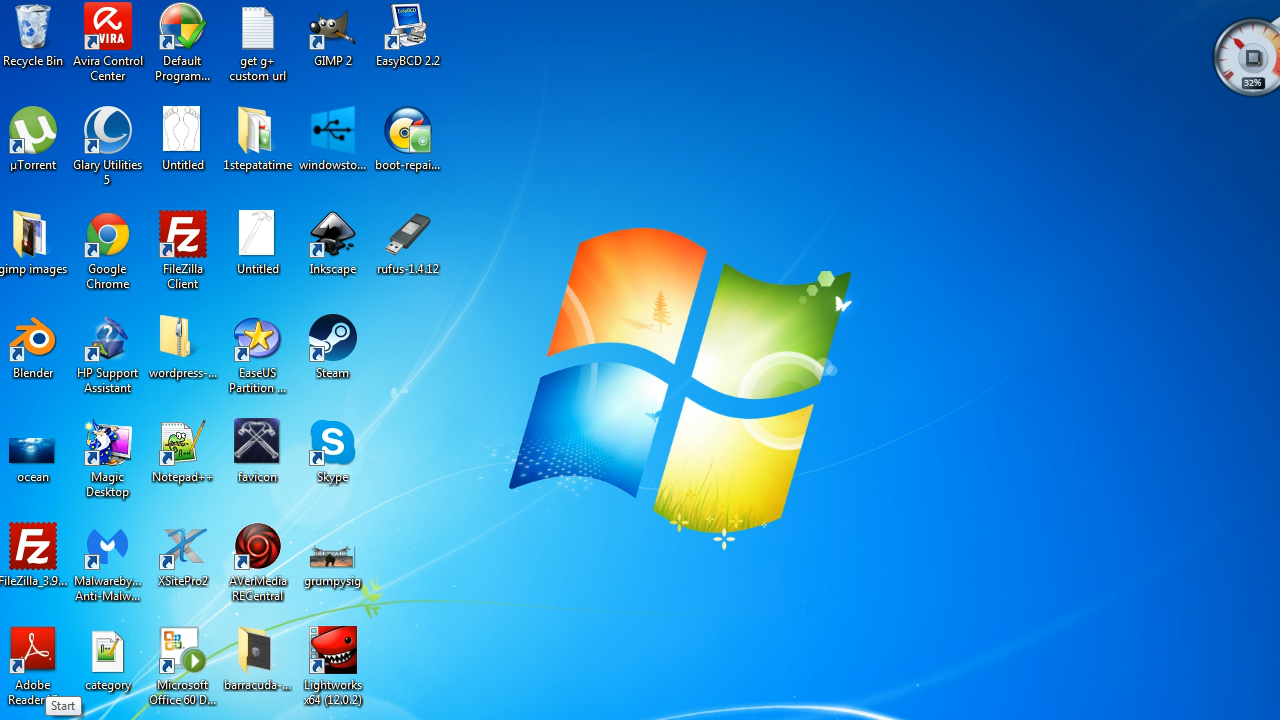 Recycle Bin
AVIRA
Avira Control
Center
Default
Program...
get g+
custom url
GIMP 2
EasyBCD
EasyBCD 2.2
32%
µTorrent
Glary Utilities
5
Untitled
1stepatatime
windowsto...
boot-repai...
gimp images
Google
Chrome
FileZilla
Client
Untitled
Inkscape
rufus-1.4.12
Blender
HP Support
Assistant
wordpress-...
EaseUS
Partition ...
Steam
ocean
Magic
Desktop
Notepad++
favicon
Skype
FileZilla_3.9...
Malwareby...
Anti-Malw...
XSitePro2
AVerMedia
RECentral
grumpysig
Adobe
Reader
category
Microsoft
Office 60 D...
barracuda-...
Lightworks
x64 (12.0.2)
Start